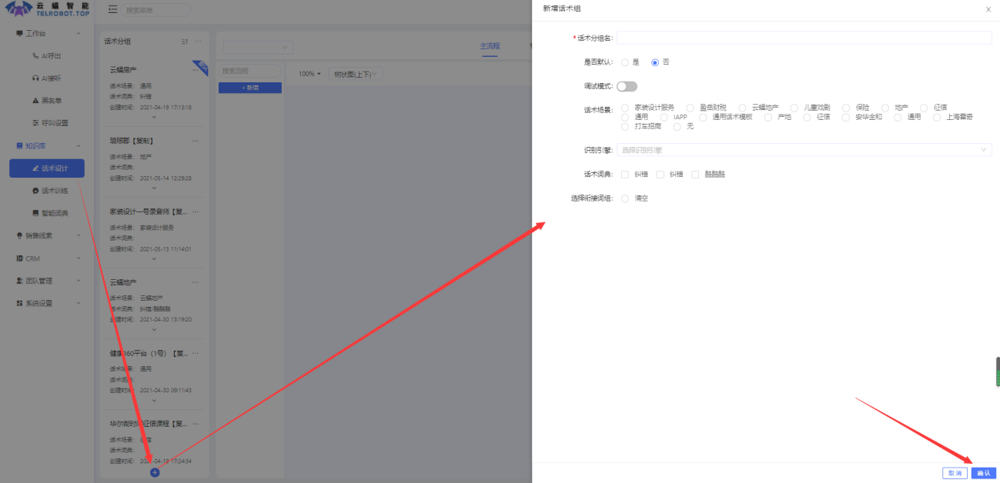 云蝠智能
TELROBOT.TOP
搜索菜单
工作台
AI呼出
AI接听
黑名单
呼叫设置
知识库
话术设计
话术训练
智能词典
销售线索
CRM
团队管理
系统设置
话术分组
云蝠房产
默认
话术场景: 通用
话术词典: 纠错
创建时间: 2021-04-19 17:13:16
琅琊郡【复制】
话术场景: 地产
话术词典:
创建时间: 2021-05-14 12:29:26
家装设计一号录音师【复...
话术场景: 家装设计服务
话术词典:
创建时间: 2021-05-13 11:14:01
云蝠地产
话术场景: 云蝠地产
话术词典: 纠错/酷酷酷
创建时间: 2021-04-30 13:19:20
健康160平台（1号）【复...
话术场景: 通用
话术词典:
创建时间: 2021-04-30 09:11:43
华尔街时间征信课程【复...
话术场景: 征信
话术词典:
创建时间: 2021-04-19 17:24:34
主流程
搜索流程
+ 新增
100%
树状图(上下)
新增话术组
* 话术分组名:
是否默认: 是 否
调试模式:
话术场景: 家装设计服务 盈岳财税 云蝠地产 儿童戏剧 保险 地产 征信
通用 IAPP 通用话术模板 产地 征信 安华金和 通用 上海霍奇
打车招商 无
识别引擎: 选择识别引擎
话术词典: 纠错 纠错 酷酷酷
选择衔接词组: 清空
取消
确认